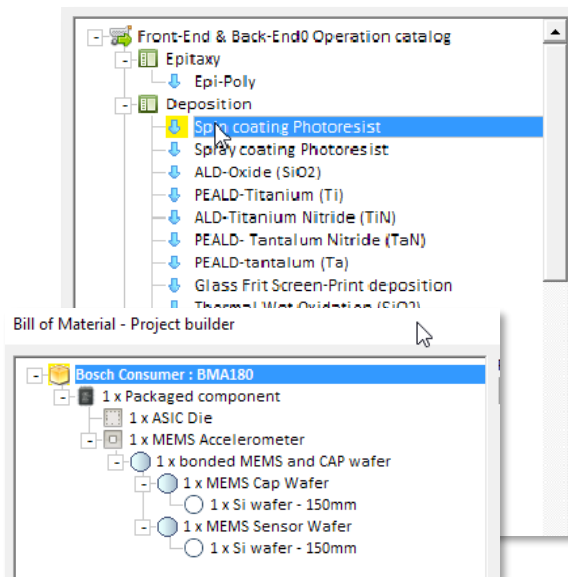 Front-End & Back-End0 Operation catalog
Epitaxy
Epi-Poly
Deposition
Spin coating Photoresist
Spray coating Photoresist
ALD-Oxide (SiO2)
PEALD-Titanium (Ti)
ALD-Titanium Nitride (TiN)
PEALD- Tantalum Nitride (TaN)
PEALD-tantalum (Ta)
Glass Frit Screen-Print deposition
Thermal Wet Oxidation (SiO2)
Bill of Material - Project builder
Bosch Consumer : BMA180
1 x Packaged component
1 x ASIC Die
1 x MEMS Accelerometer
1 x bonded MEMS and CAP wafer
1 x MEMS Cap Wafer
1 x Si wafer - 150mm
1 x MEMS Sensor Wafer
1 x Si wafer - 150mm